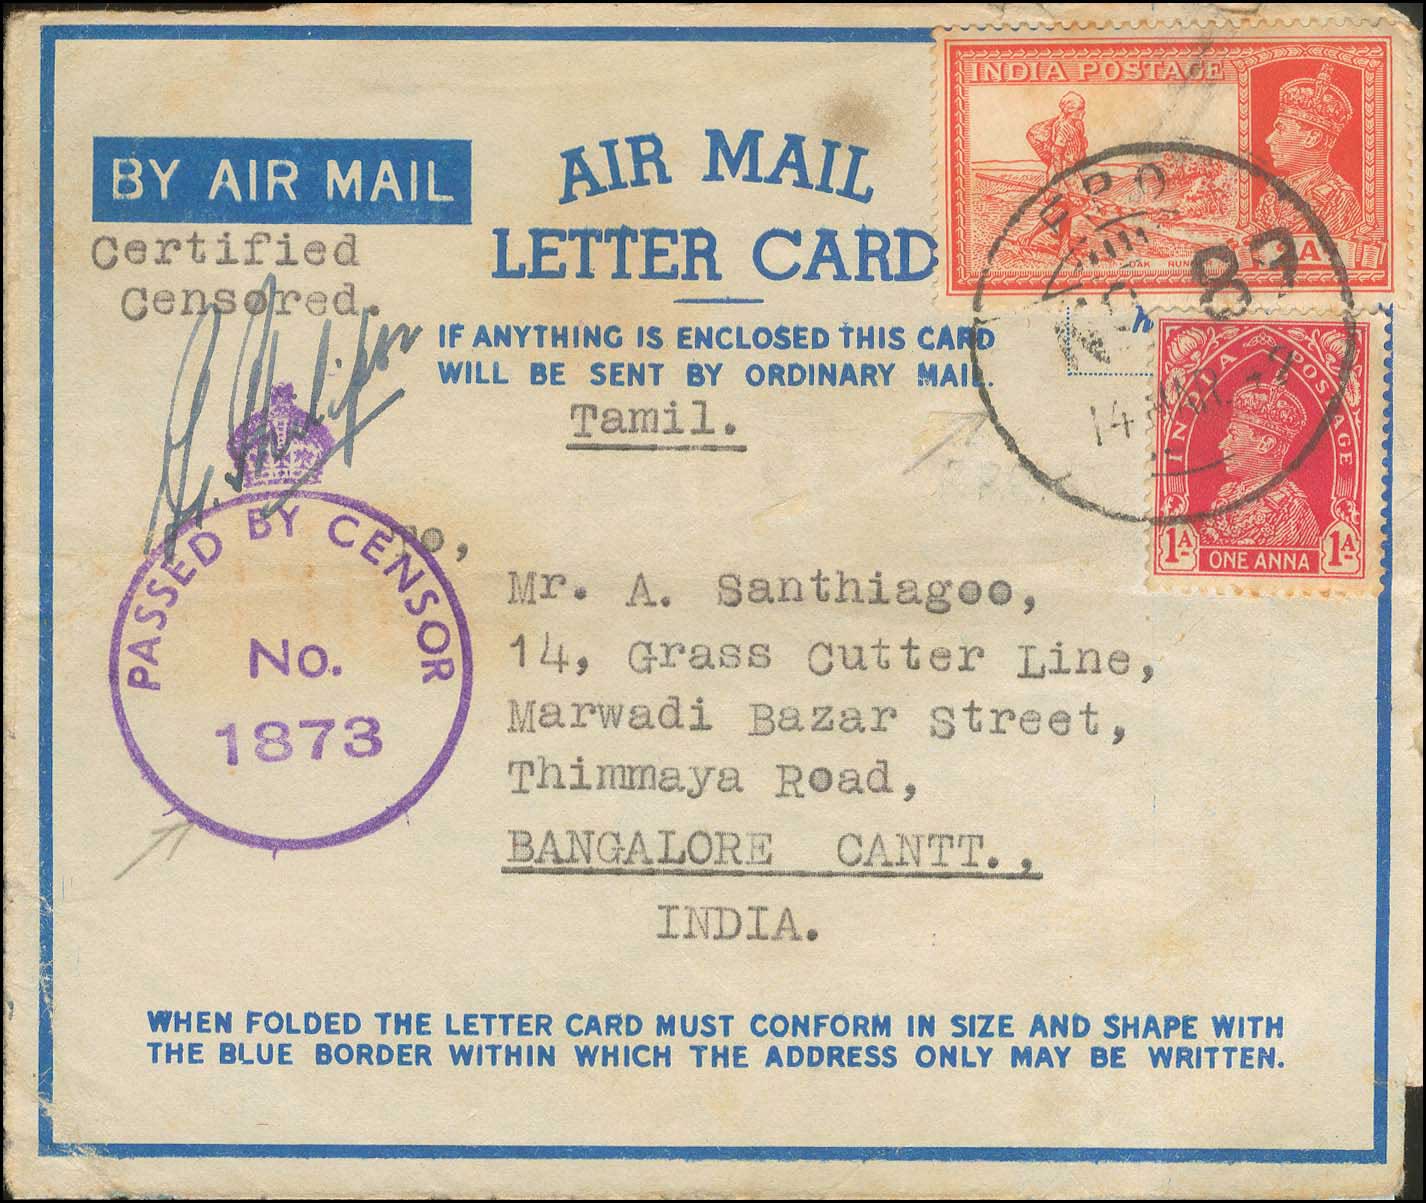 INDIA POSTAGE
BY AIR MAIL
AIR MAIL
LETTER CARD
Certified
Censored.
IF ANYTHING IS ENCLOSED THIS CARD
WILL BE SENT BY ORDINARY MAIL.
Tamil.
F.P.O.
14 MAR
INDIA POSTAGE
1A
ONE ANNA
1A
PASSED BY CENSOR
No.
1873
To,
Mr. A. Santhiagoo,
14, Grass Cutter Line,
Marwadi Bazar Street,
Thimmaya Road,
BANGALORE CANTT.,
INDIA.
WHEN FOLDED THE LETTER CARD MUST CONFORM IN SIZE AND SHAPE WITH
THE BLUE BORDER WITHIN WHICH THE ADDRESS ONLY MAY BE WRITTEN.